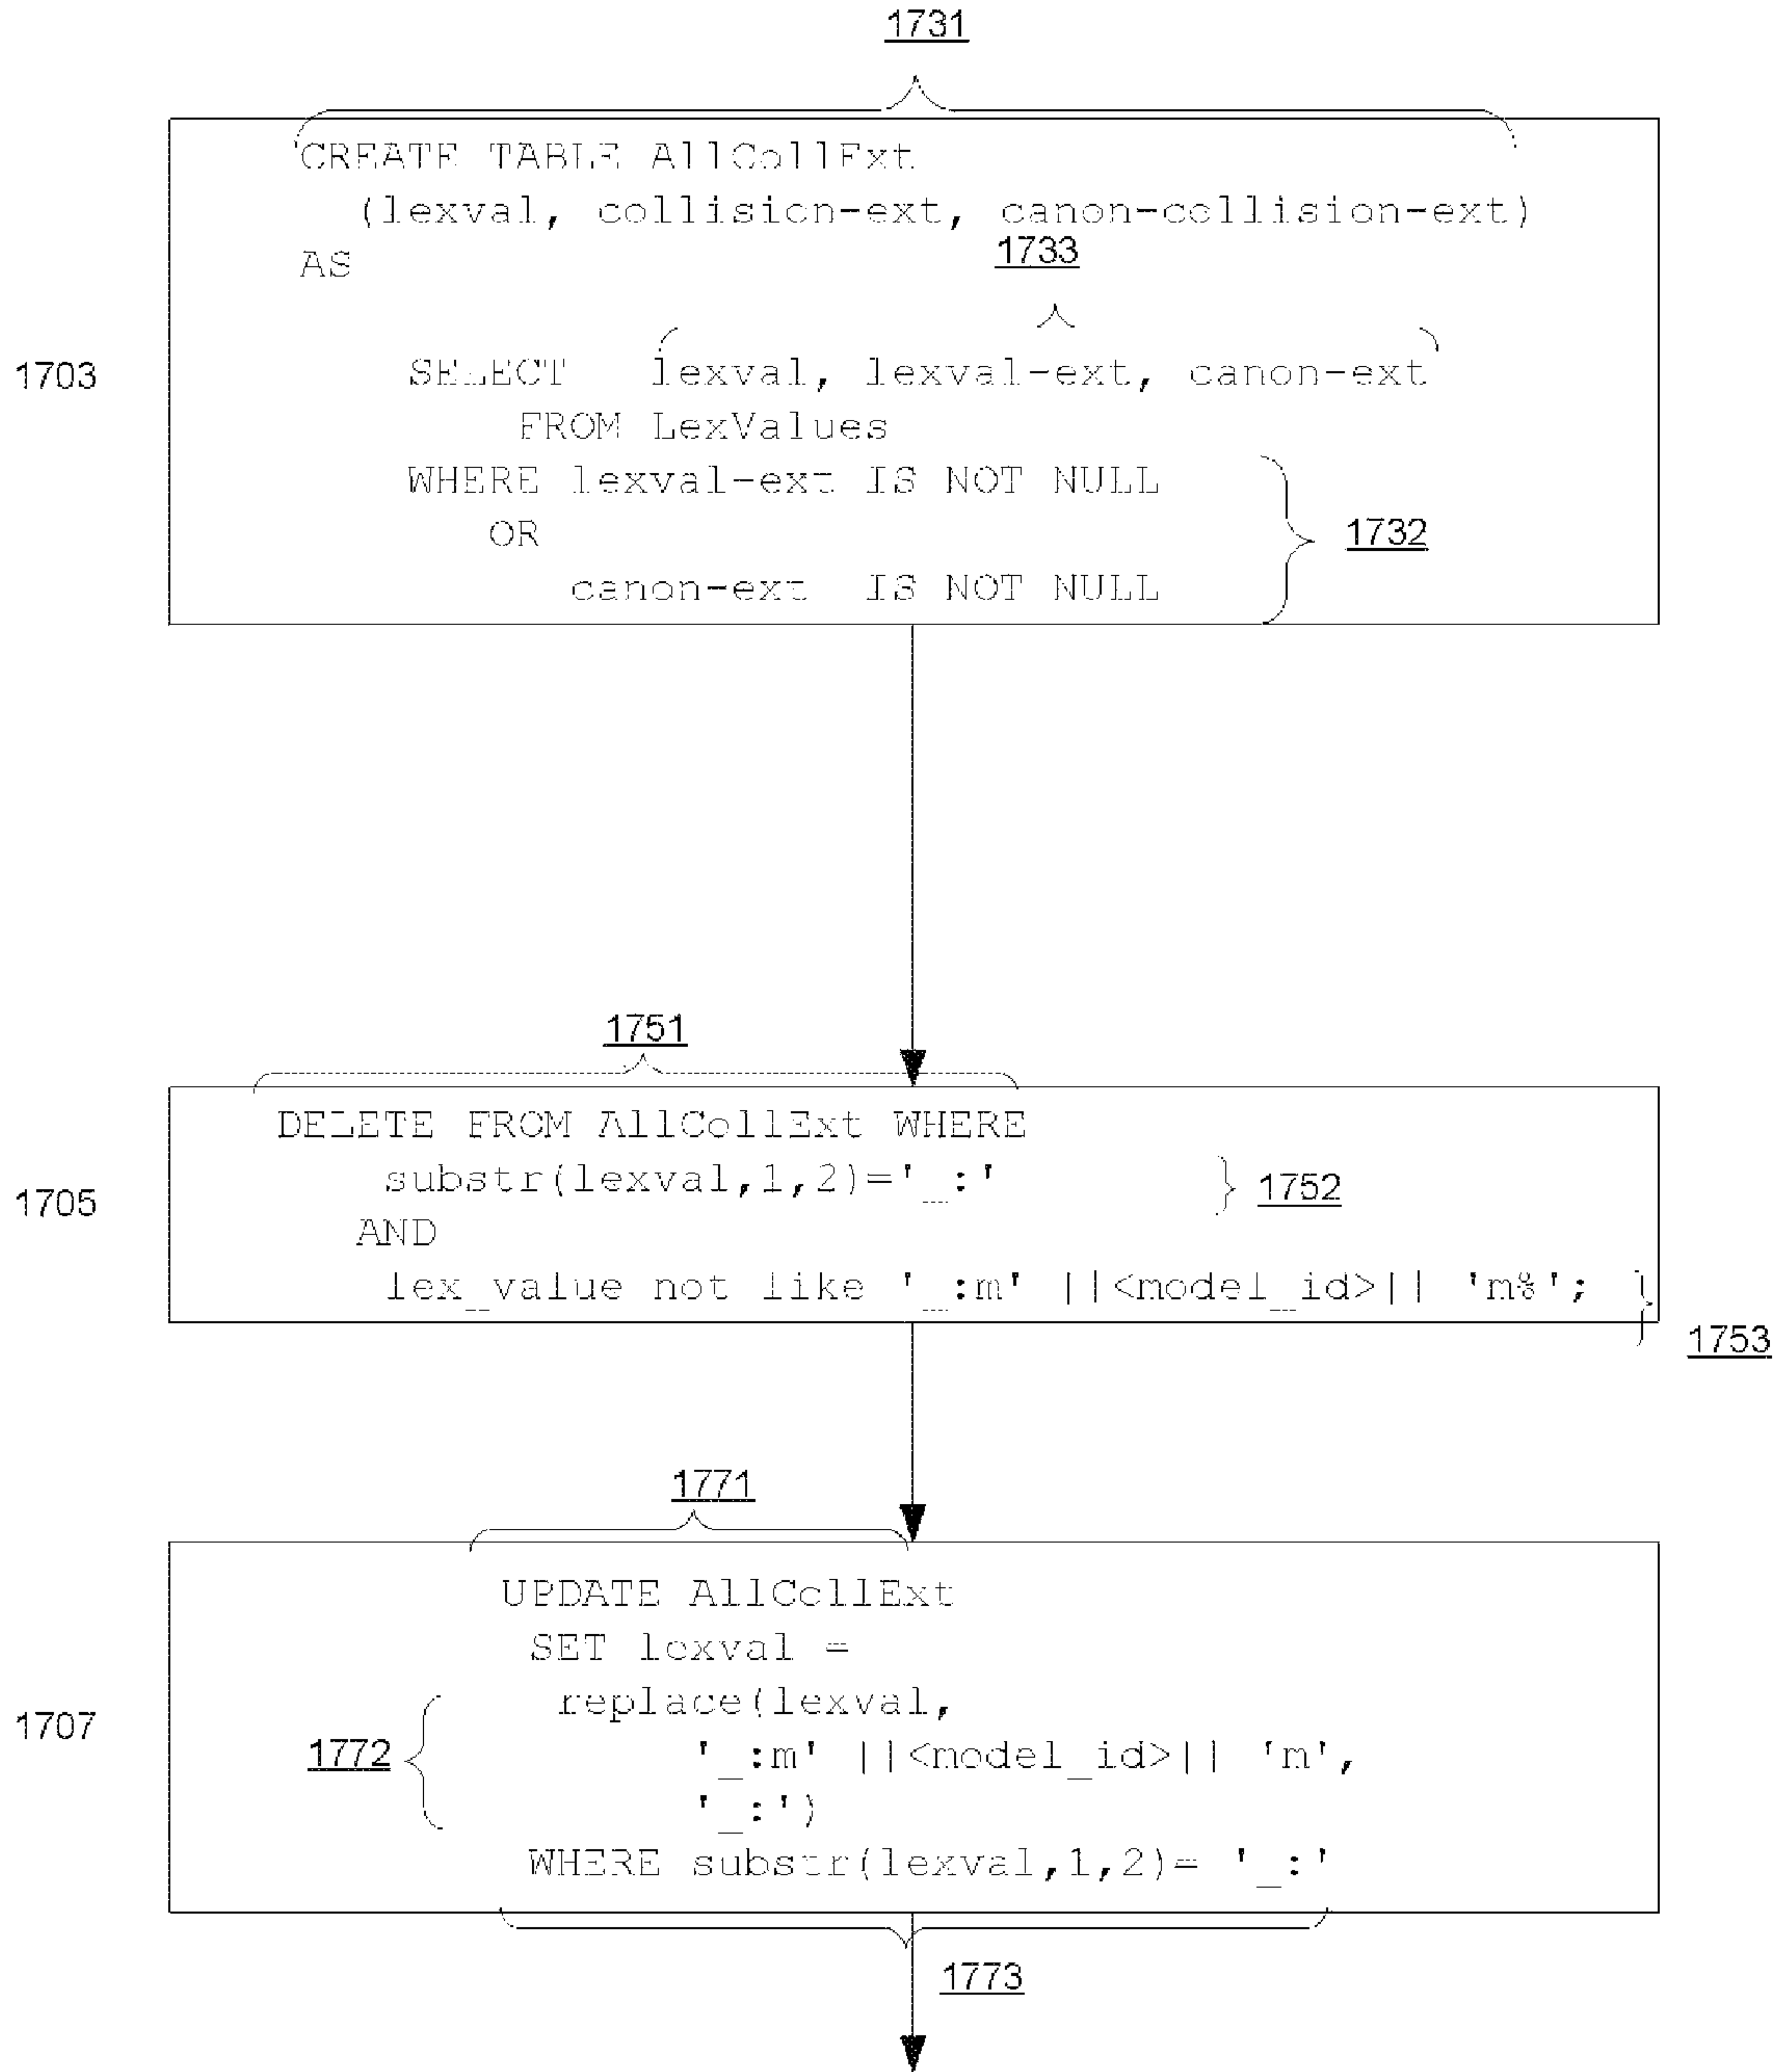 1731
CREATE TABLE AllCollExt
(lexval, collision-ext, canon-collision-ext)
1733
AS
1703
SELECT lexval, lexval-ext, canon-ext
FROM LexValues
WHERE lexval-ext IS NOT NULL
OR
1732
canon-ext IS NOT NULL
1751
DELETE FROM AllCollExt WHERE
substr(lexval,1,2)='_:'
1752
1705
AND
lex_value not like '_:m' ||<model_id>|| 'm%';
1753
1771
UPDATE AllCollExt
SET lexval =
replace(lexval,
1707
1772
'_:m' ||<model_id>|| 'm',
'_:')
WHERE substr(lexval,1,2)= '_:'
1773